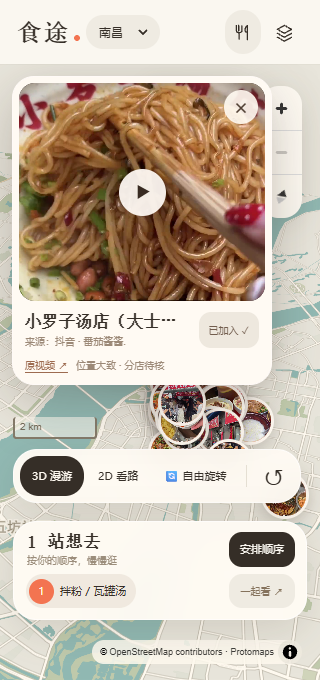 食途
南昌
小罗子汤店（大士…
已加入 ✓
来源：抖音 · 番茄酱酱.
原视频 ↗ 位置大致 · 分店待核
2 km
3D 漫游
2D 看路
自由旋转
1 站想去
按你的顺序，慢慢逛
安排顺序
1 拌粉 / 瓦罐汤
一起看 ↗
© OpenStreetMap contributors · Protomaps